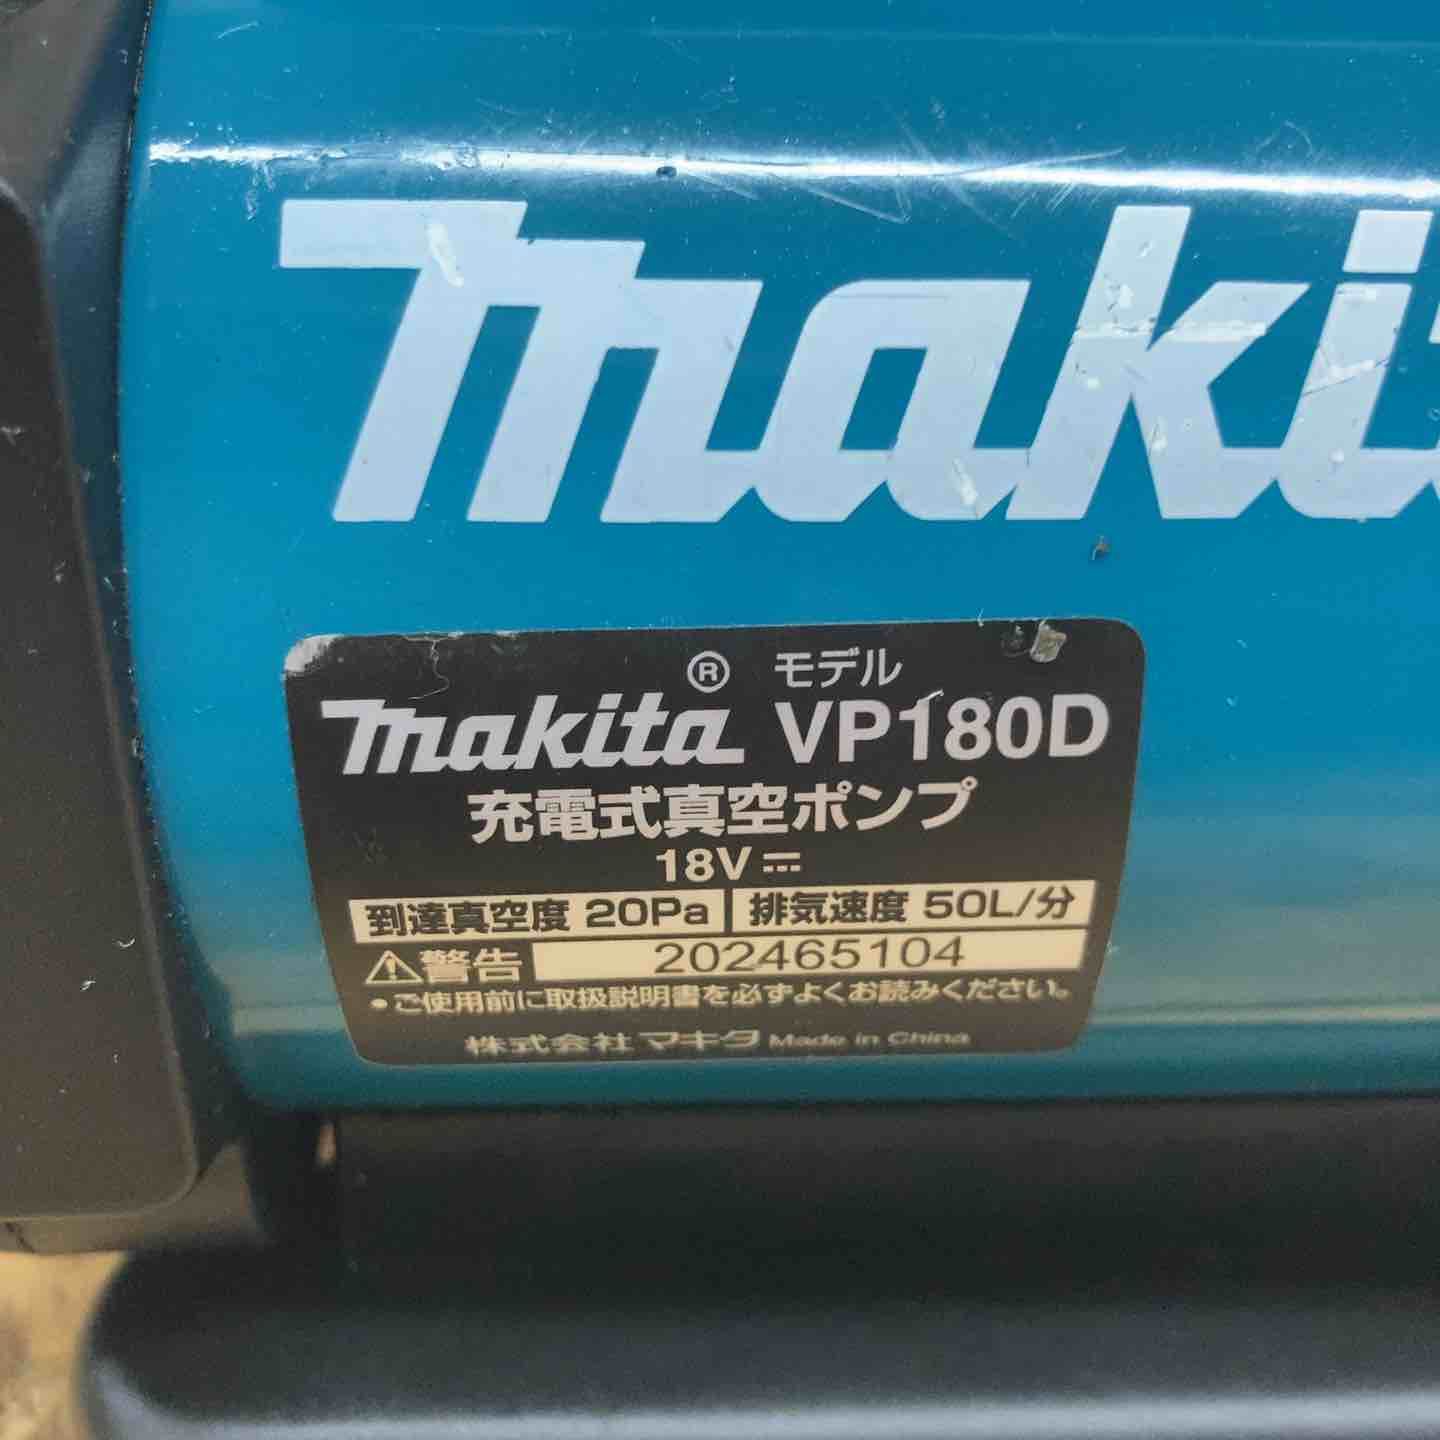 makita
® モデル
makita VP180D
充電式真空ポンプ
18V⎓
到達真空度 20Pa 排気速度 50L/分
⚠警告 202465104
•ご使用前に取扱説明書を必ずよくお読みください。
株式会社 マキタ Made in China